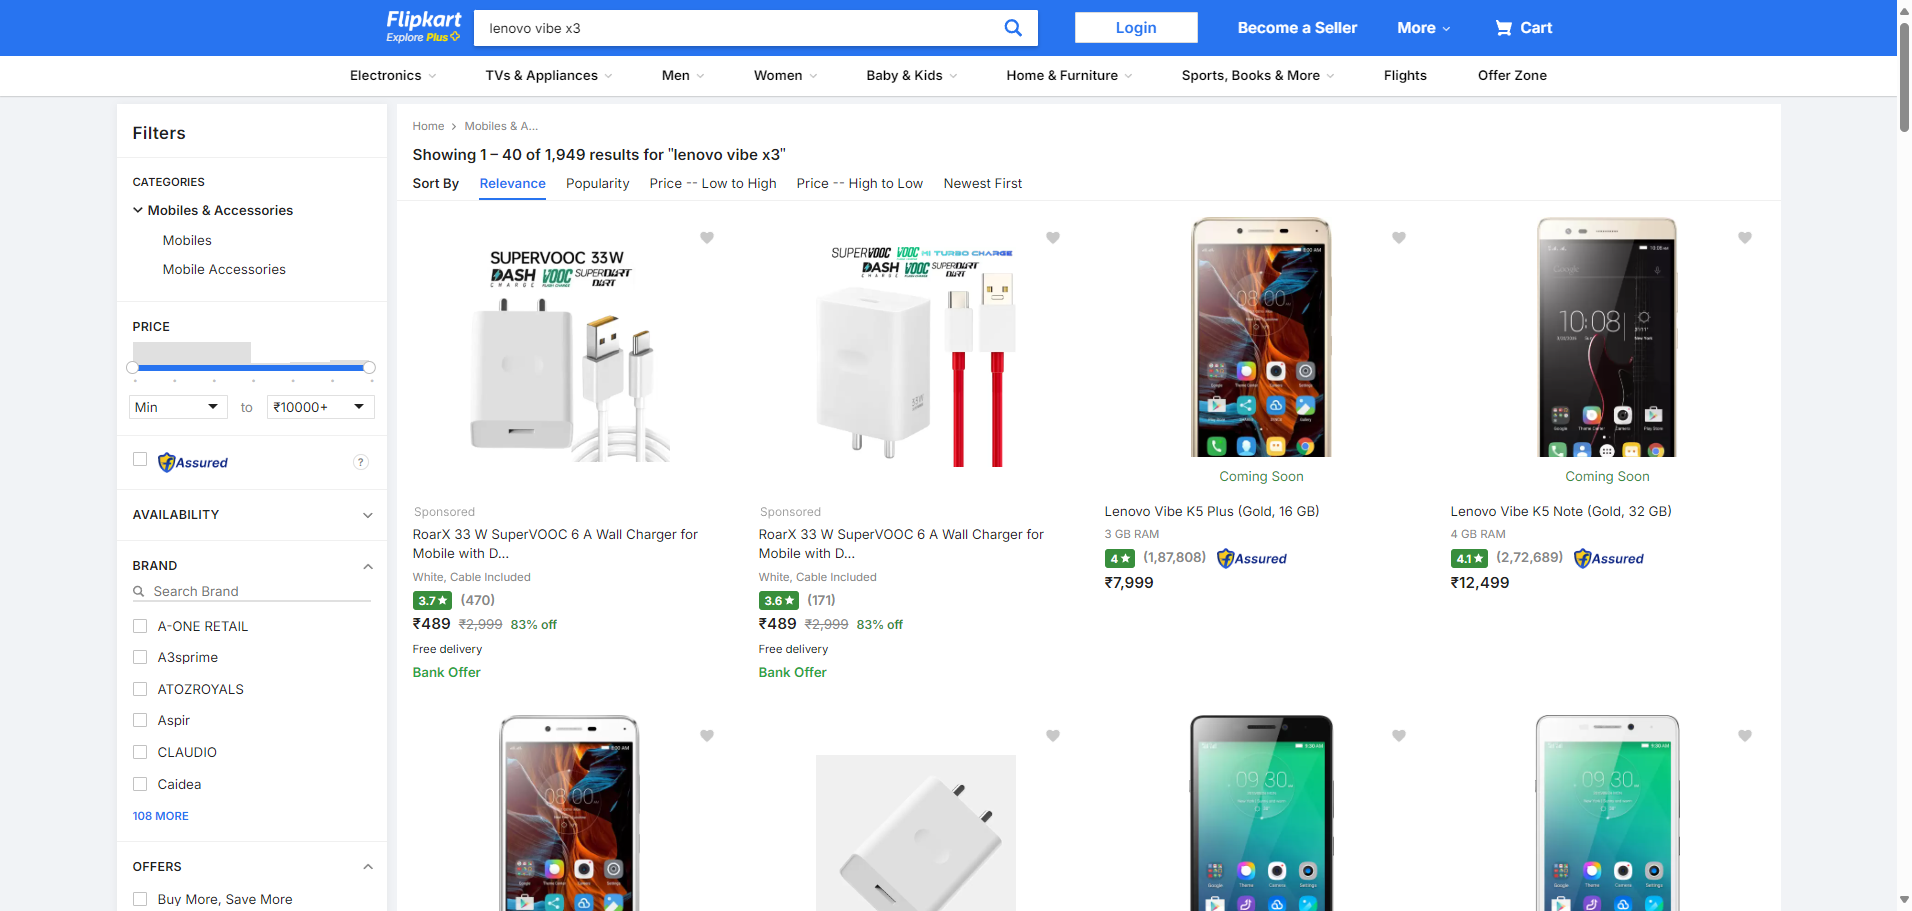 Flipkart
Explore Plus
lenovo vibe x3
Login
Become a Seller
More
Cart
Electronics
TVs & Appliances
Men
Women
Baby & Kids
Home & Furniture
Sports, Books & More
Flights
Offer Zone
Filters
CATEGORIES
Mobiles & Accessories
Mobiles
Mobile Accessories
PRICE
Min
to
₹10000+
Assured
?
AVAILABILITY
BRAND
Search Brand
A-ONE RETAIL
A3sprime
ATOZROYALS
Aspir
CLAUDIO
Caidea
108 MORE
OFFERS
Buy More, Save More
Home
Mobiles & A...
Showing 1 – 40 of 1,949 results for "lenovo vibe x3"
Sort By
Relevance
Popularity
Price -- Low to High
Price -- High to Low
Newest First
SUPERVOOC 33W
DASH CHARGE VOOC SUPERDART DART
Sponsored
RoarX 33 W SuperVOOC 6 A Wall Charger for
Mobile with D...
White, Cable Included
3.7★ (470)
₹489 ₹2,999 83% off
Free delivery
Bank Offer
SUPERVOOC VOOC MI TURBO CHARGE
DASH CHARGE VOOC SUPERDART DART
Sponsored
RoarX 33 W SuperVOOC 6 A Wall Charger for
Mobile with D...
White, Cable Included
3.6★ (171)
₹489 ₹2,999 83% off
Free delivery
Bank Offer
08:00
Coming Soon
Lenovo Vibe K5 Plus (Gold, 16 GB)
3 GB RAM
4★ (1,87,808) Assured
₹7,999
Google
10:08
Coming Soon
Lenovo Vibe K5 Note (Gold, 32 GB)
4 GB RAM
4.1★ (2,72,689) Assured
₹12,499
08:00
09:30
09:30